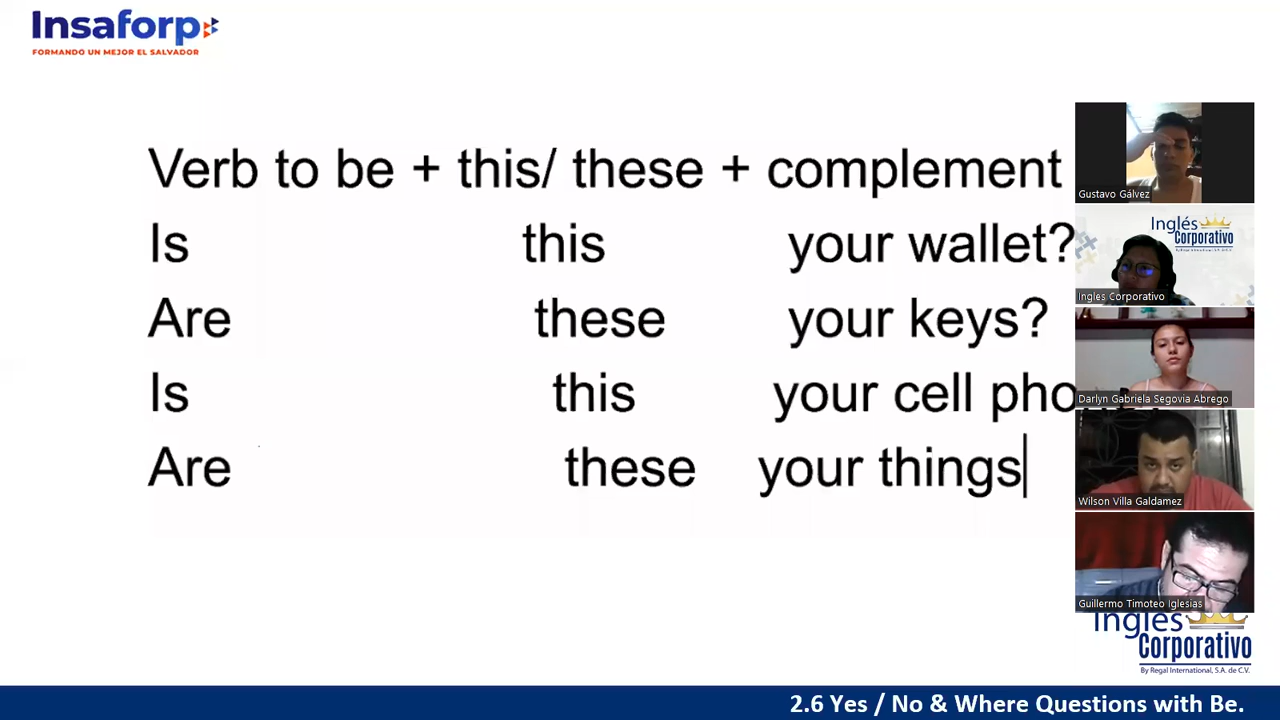 Insaforp
FORMANDO UN MEJOR EL SALVADOR
Verb to be + this/ these + complement
Is this your wallet?
Are these your keys?
Is this your cell pho
Are these your things
Gustavo Gálvez
Inglés Corporativo
Ingles Corporativo
Darlyn Gabriela Segovia Abrego
Wilson Villa Galdamez
Guillermo Timoteo Iglesias
Inglés
Corporativo
By Regal International, S.A. de C.V.
2.6 Yes / No & Where Questions with Be.